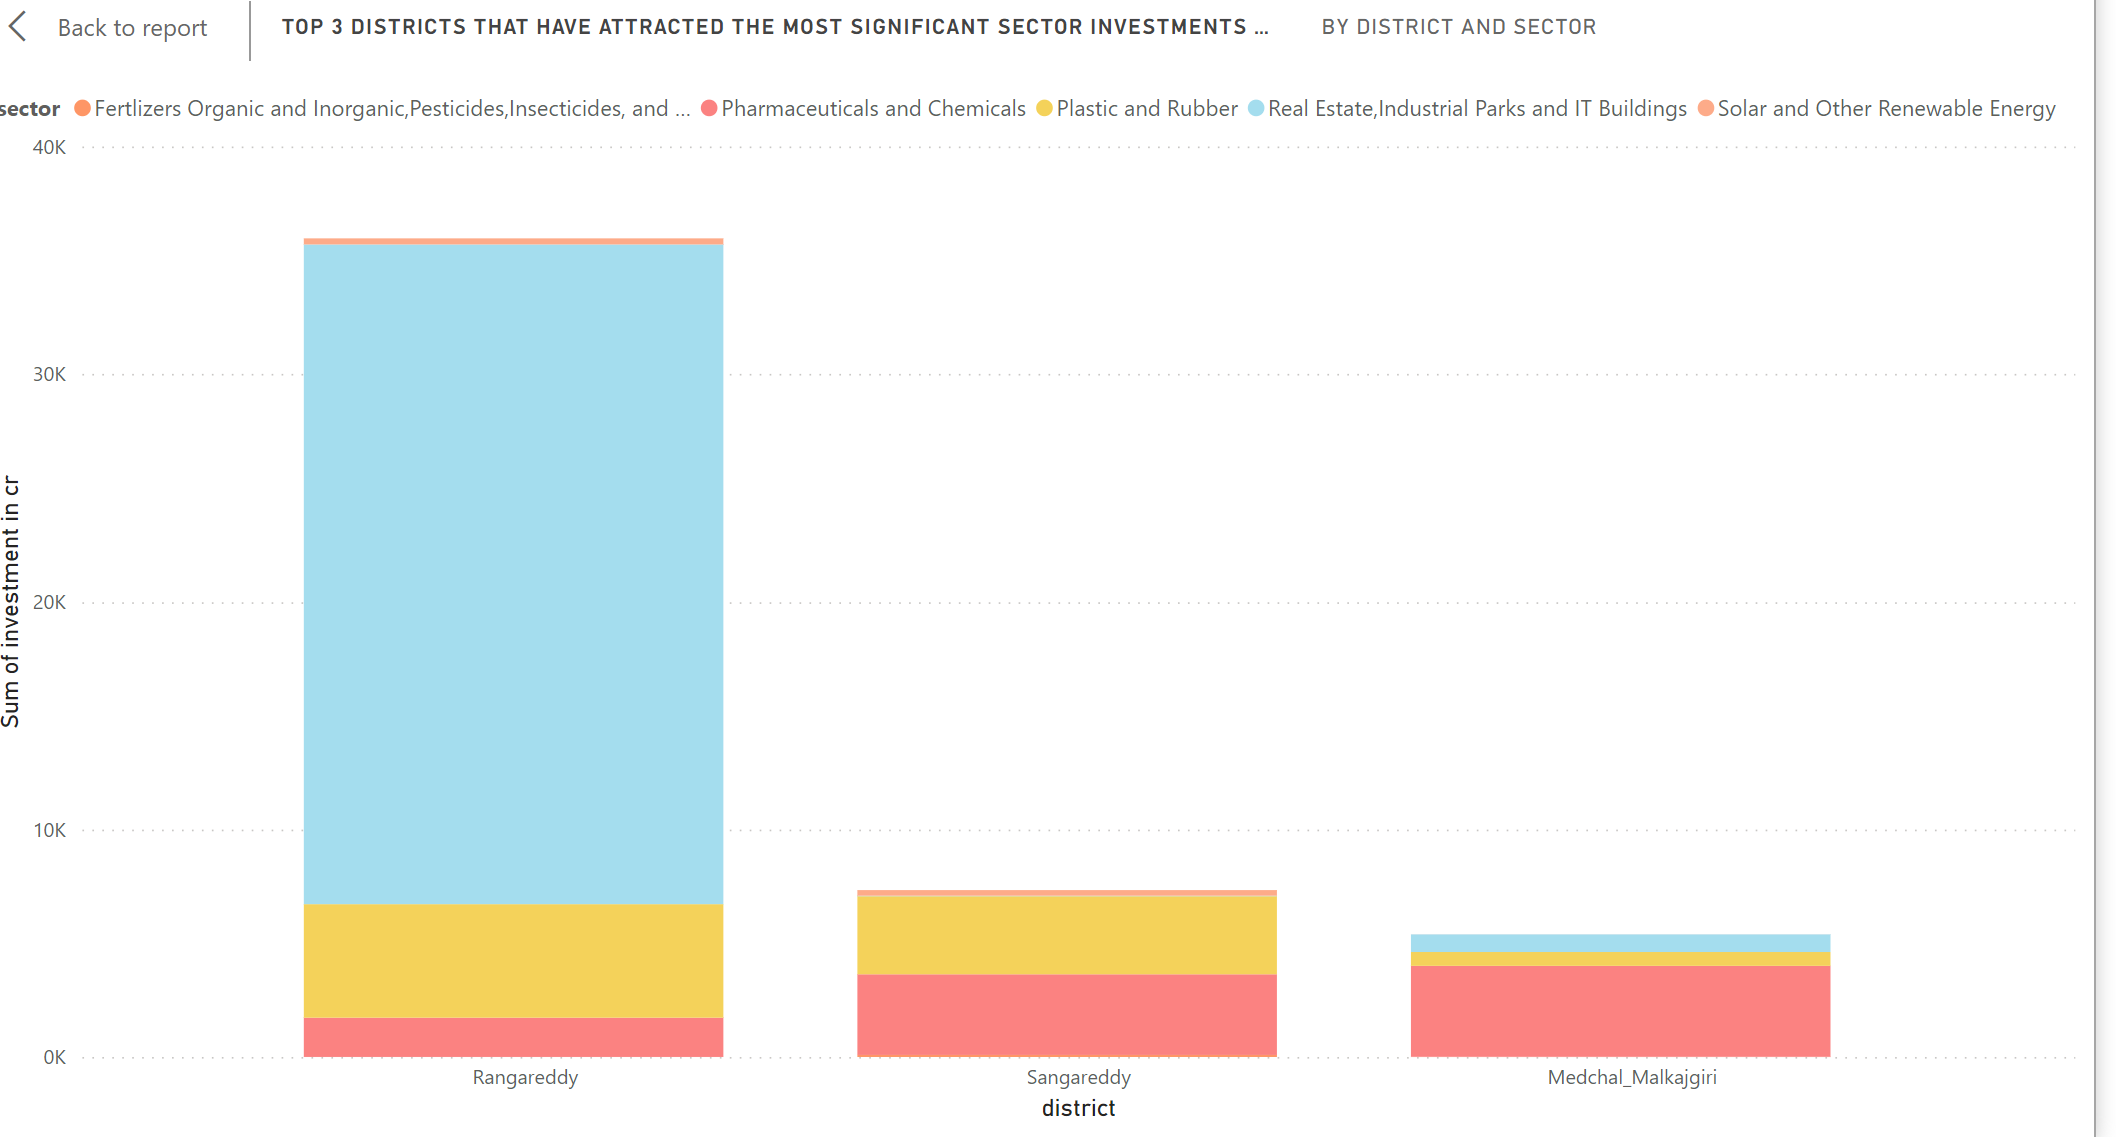 Back to report
TOP 3 DISTRICTS THAT HAVE ATTRACTED THE MOST SIGNIFICANT SECTOR INVESTMENTS ...
BY DISTRICT AND SECTOR
sector
Fertlizers Organic and Inorganic,Pesticides,Insecticides, and ...
Pharmaceuticals and Chemicals
Plastic and Rubber
Real Estate,Industrial Parks and IT Buildings
Solar and Other Renewable Energy
40K
30K
20K
10K
0K
Sum of investment in cr
Rangareddy
Sangareddy
Medchal_Malkajgiri
district